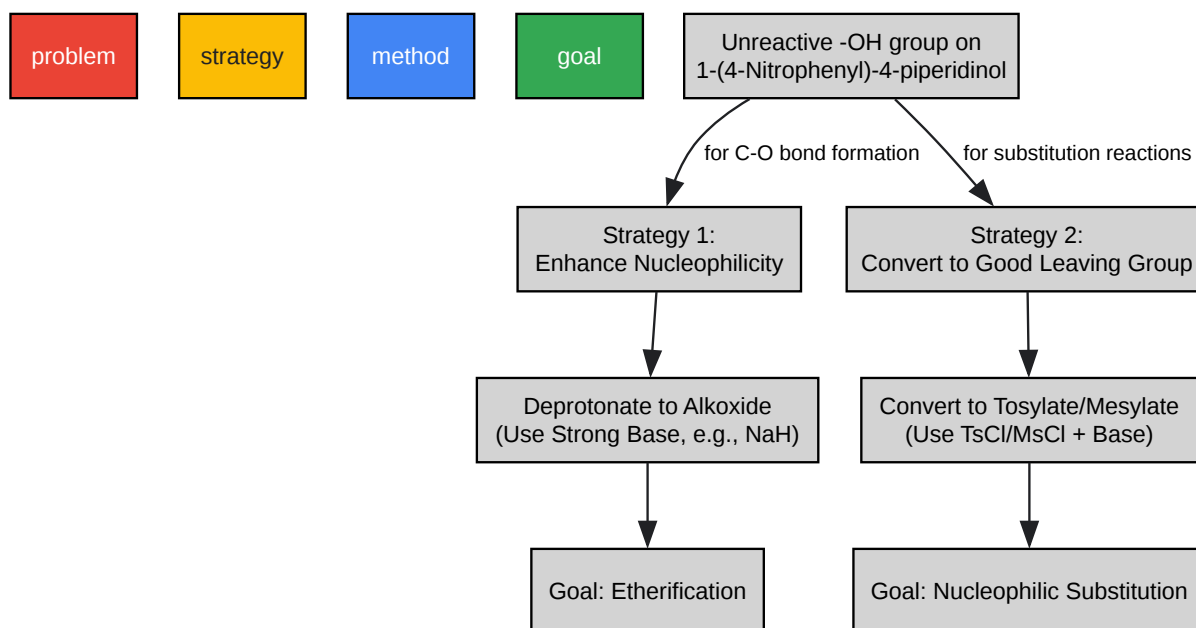 problem
strategy
method
goal
Unreactive -OH group on
1-(4-Nitrophenyl)-4-piperidinol
for C-O bond formation
for substitution reactions
Strategy 1:
Enhance Nucleophilicity
Strategy 2:
Convert to Good Leaving Group
Deprotonate to Alkoxide
(Use Strong Base, e.g., NaH)
Convert to Tosylate/Mesylate
(Use TsCl/MsCl + Base)
Goal: Etherification
Goal: Nucleophilic Substitution